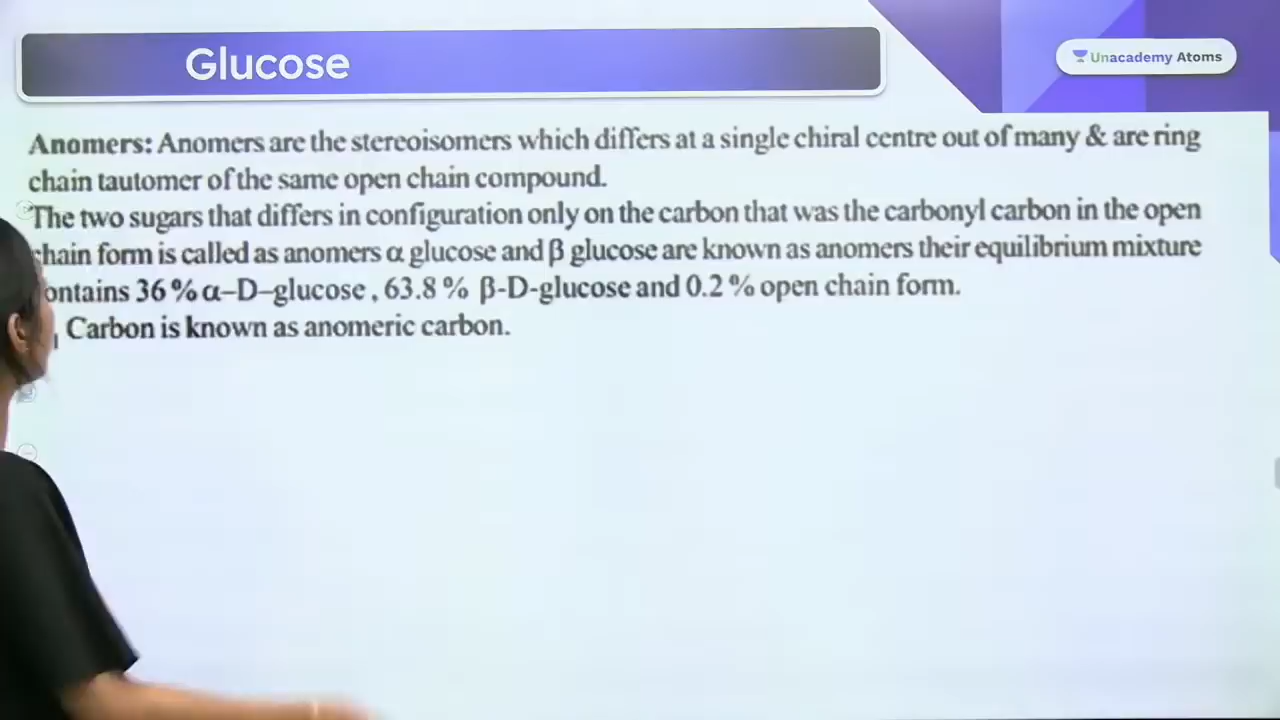 Glucose
Unacademy Atoms
Anomers: Anomers are the stereoisomers which differs at a single chiral centre out of many & are ring
chain tautomer of the same open chain compound.
The two sugars that differs in configuration only on the carbon that was the carbonyl carbon in the open
hain form is called as anomers α glucose and β glucose are known as anomers their equilibrium mixture
ontains 36 % α–D–glucose , 63.8 % β-D-glucose and 0.2 % open chain form.
Carbon is known as anomeric carbon.